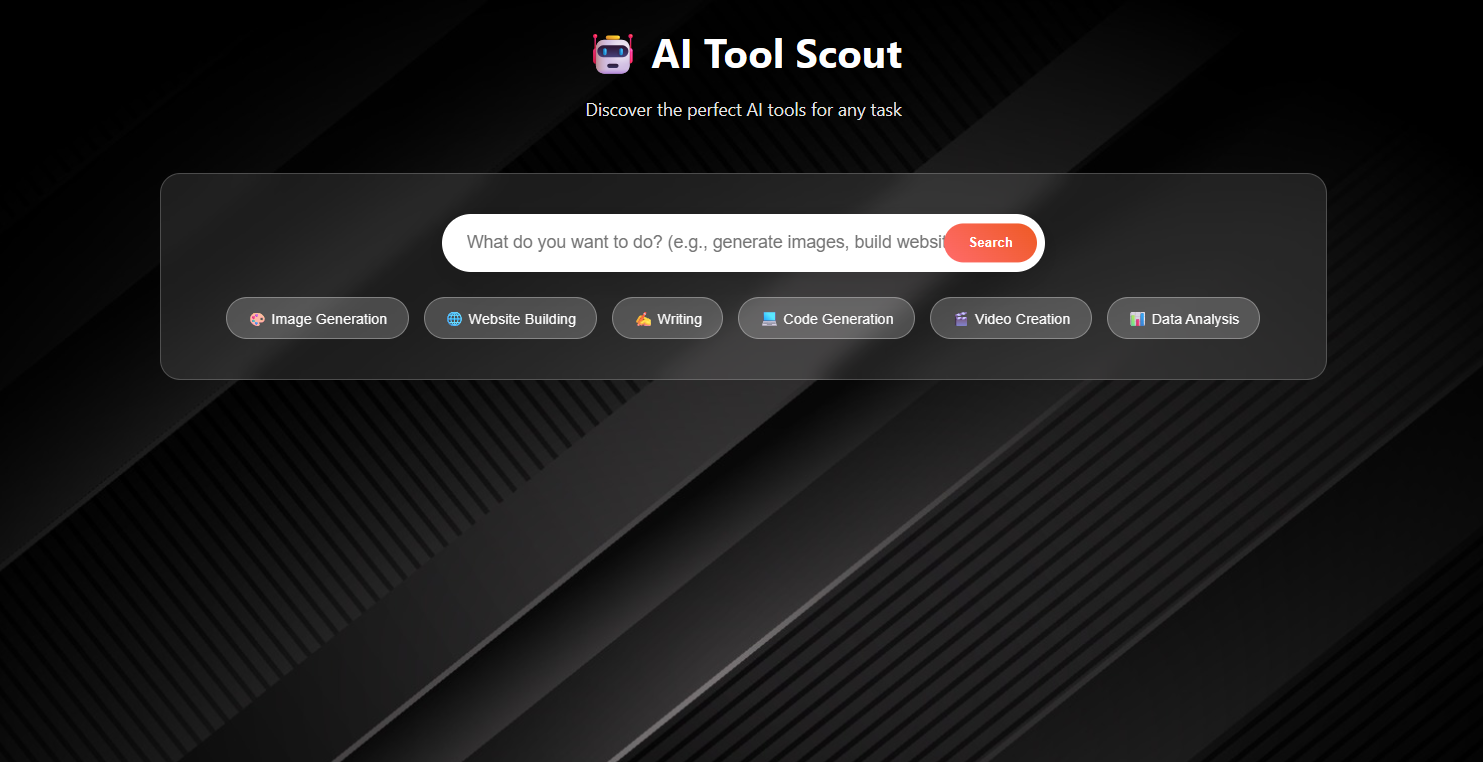 AI Tool Scout
Discover the perfect AI tools for any task
What do you want to do? (e.g., generate images, build websit
Search
Image Generation
Website Building
Writing
Code Generation
Video Creation
Data Analysis